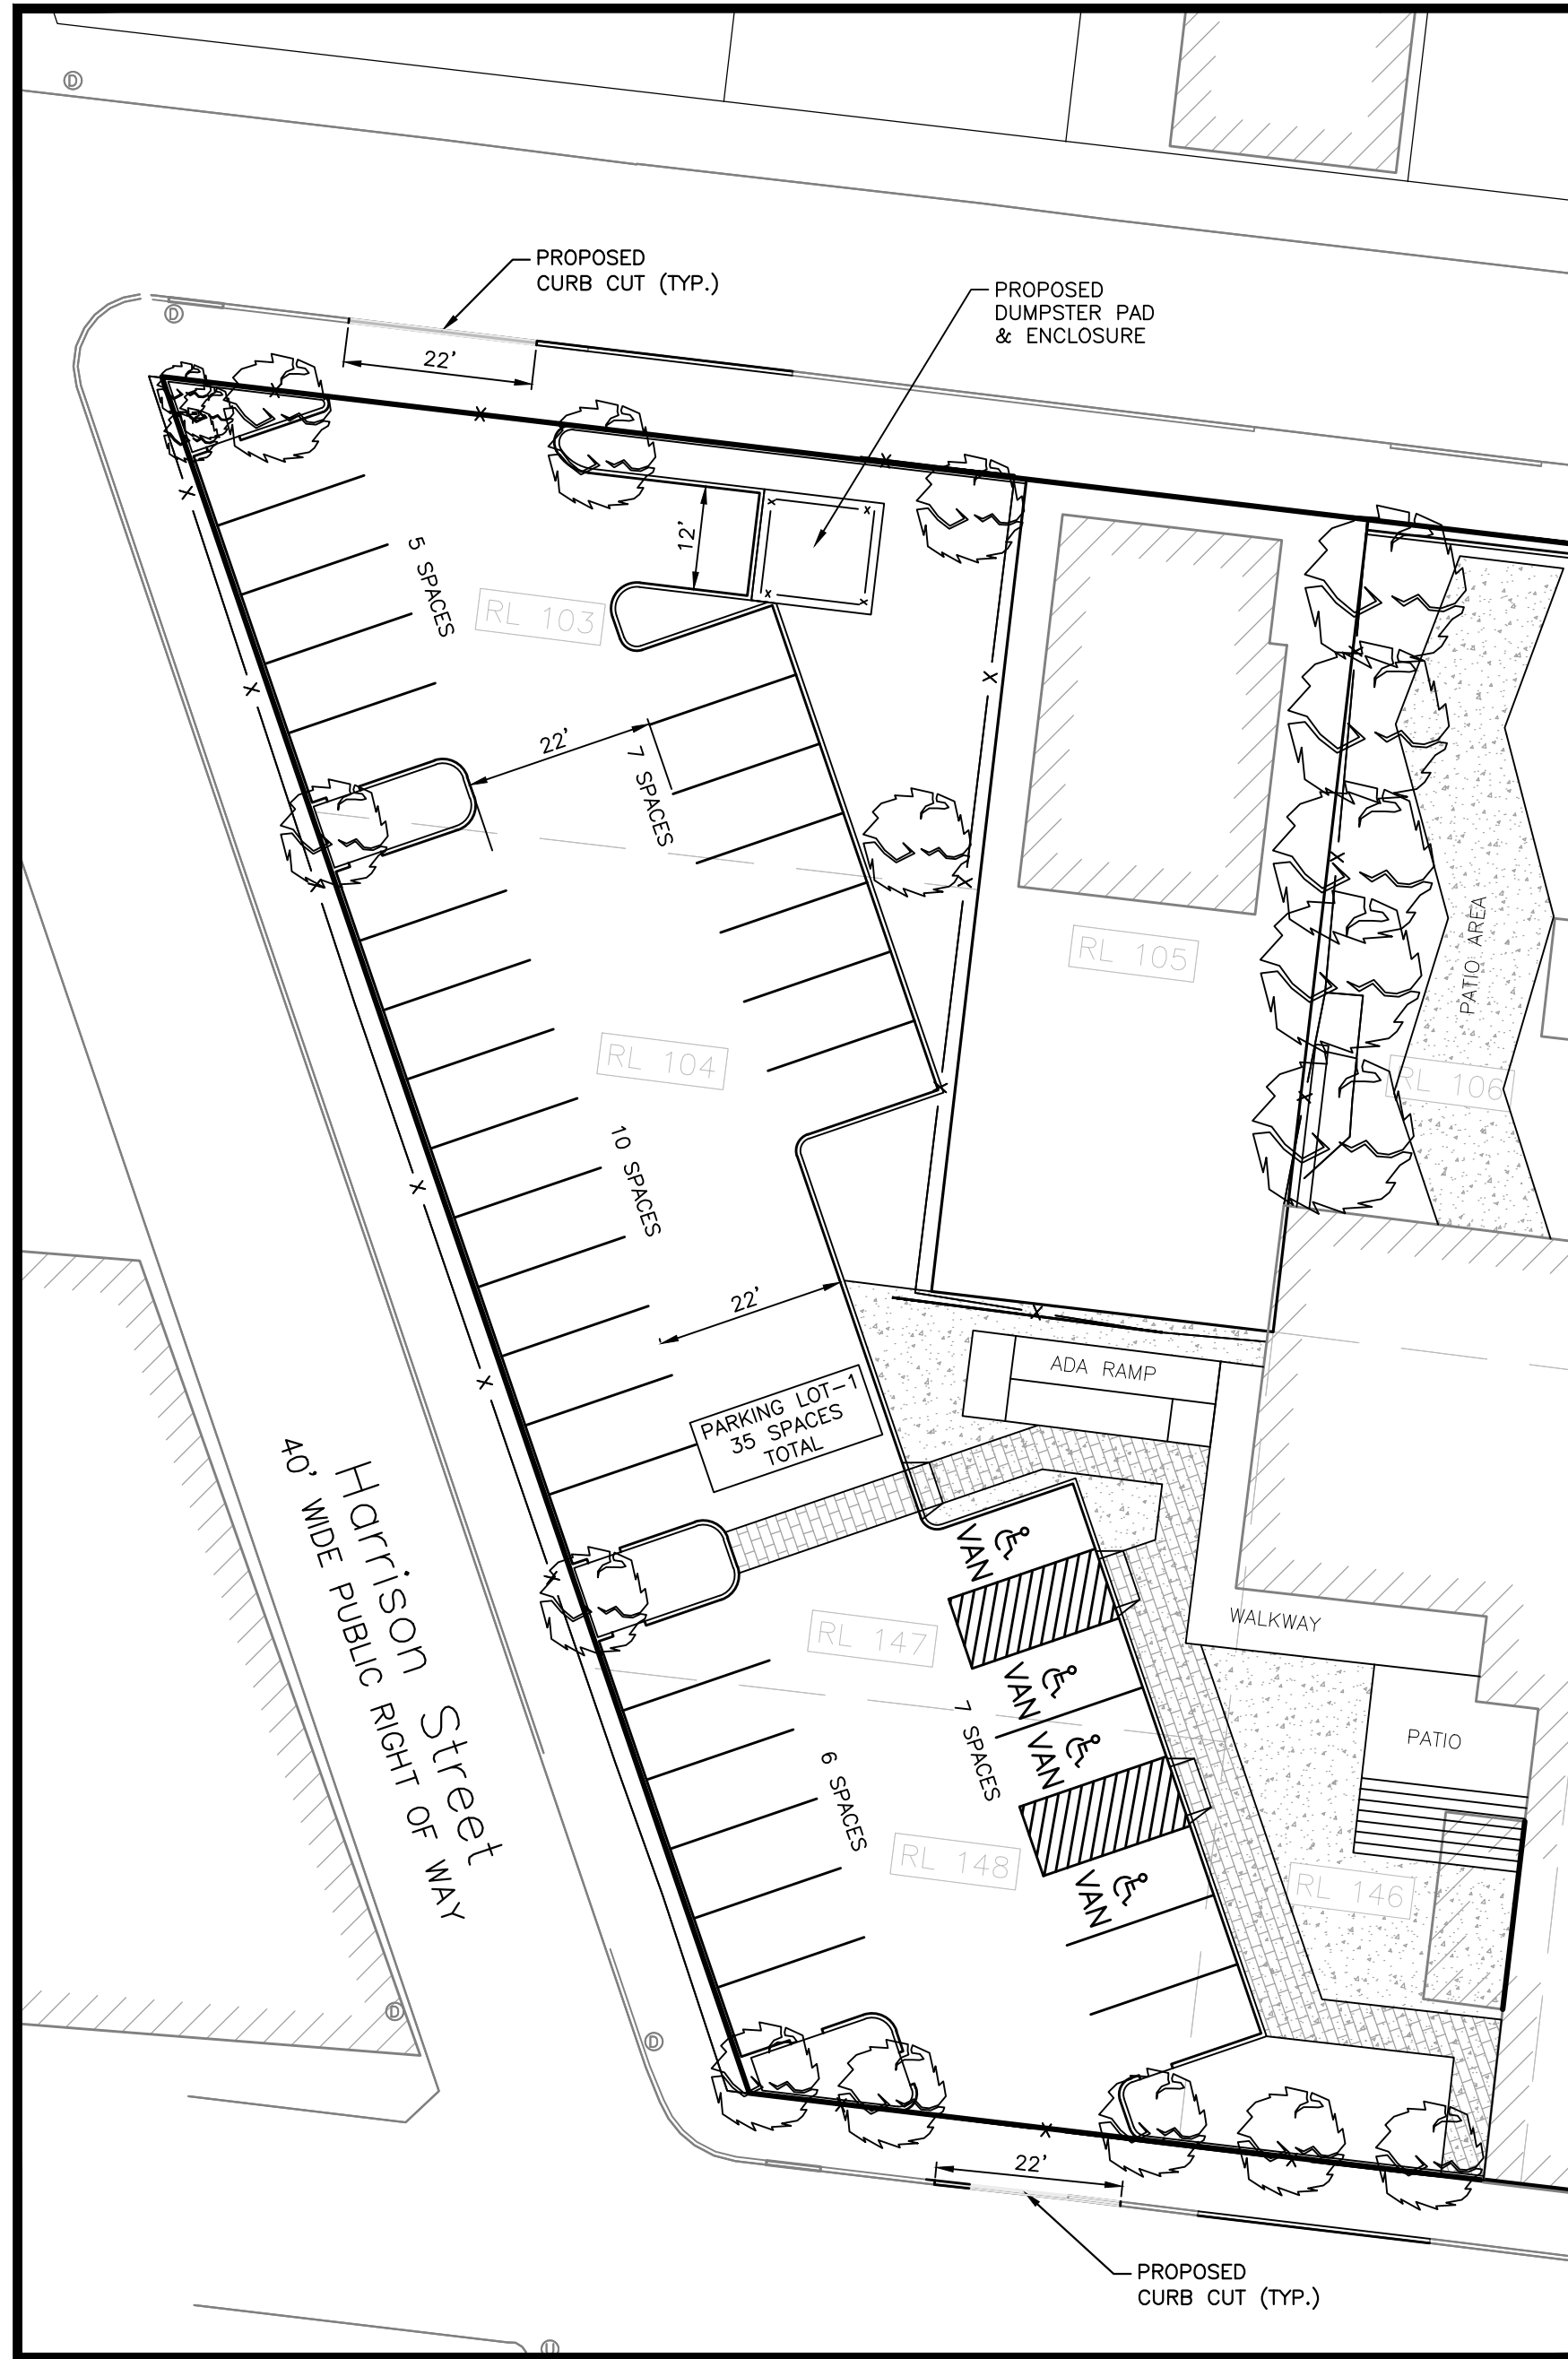 D
PROPOSED
CURB CUT (TYP.)
D
22'
PROPOSED
DUMPSTER PAD
& ENCLOSURE
12'
5 SPACES
RL 103
22'
7 SPACES
RL 105
PATIO AREA
RL 104
RL 106
10 SPACES
22'
ADA RAMP
PARKING LOT-1
35 SPACES
TOTAL
Harrison Street
40' WIDE PUBLIC RIGHT OF WAY
VAN
RL 147
WALKWAY
VAN
7 SPACES
VAN
PATIO
6 SPACES
RL 148
VAN
RL 146
D
D
22'
PROPOSED
CURB CUT (TYP.)
U